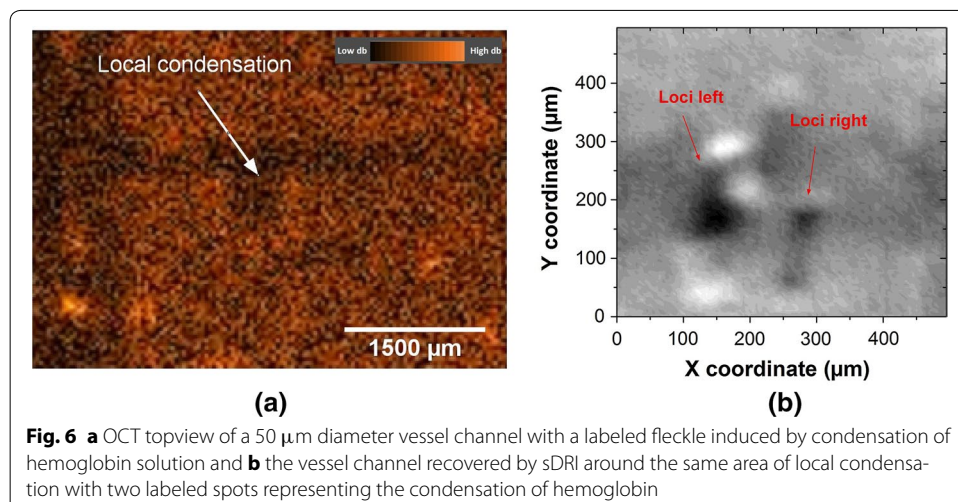 Low db High db
Local condensation
1500 µm
(a)
Y coordinate (µm)
400
300
200
100
0
Loci left
Loci right
0 100 200 300 400
X coordinate (µm)
(b)
Fig. 6 a OCT topview of a 50 μm diameter vessel channel with a labeled fleckle induced by condensation of
hemoglobin solution and b the vessel channel recovered by sDRI around the same area of local condensa-
tion with two labeled spots representing the condensation of hemoglobin